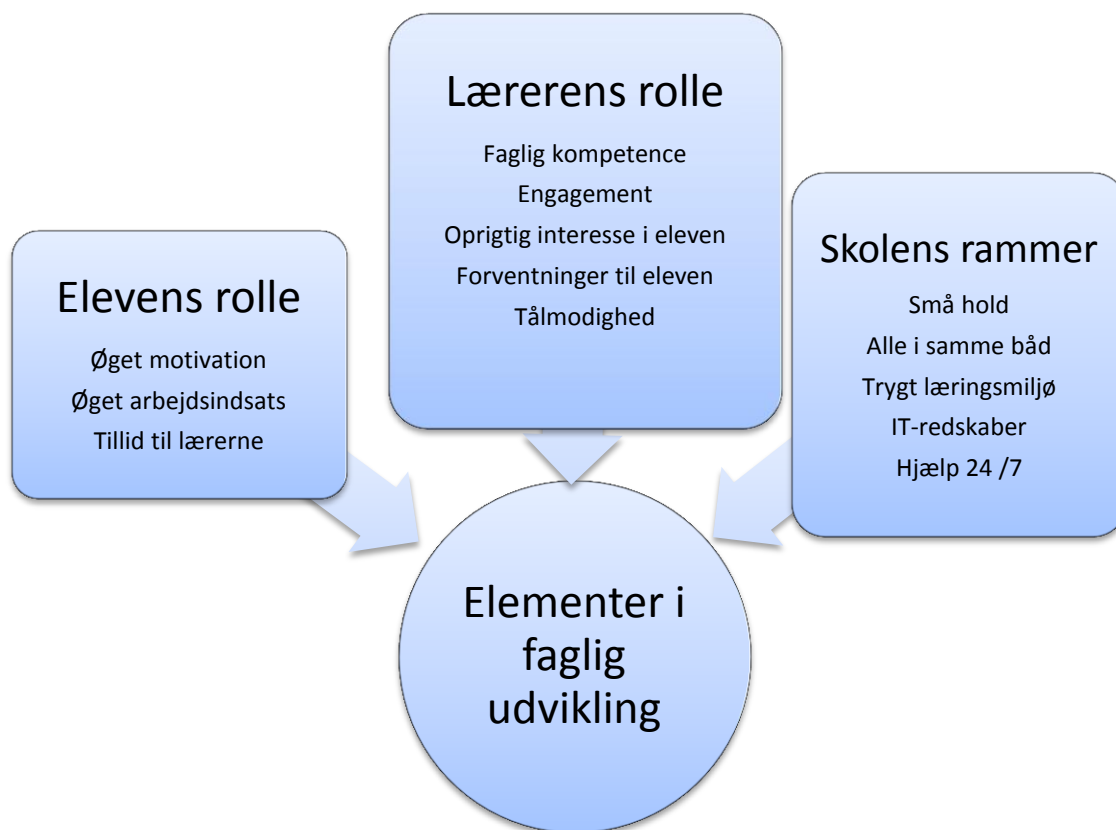 Lærerens rolle
Faglig kompetence
Engagement
Oprigtig interesse i eleven
Forventninger til eleven
Tålmodighed
Elevens rolle
Øget motivation
Øget arbejdsindsats
Tillid til lærerne
Skolens rammer
Små hold
Alle i samme båd
Trygt læringsmiljø
IT-redskaber
Hjælp 24 /7
Elementer i
faglig
udvikling